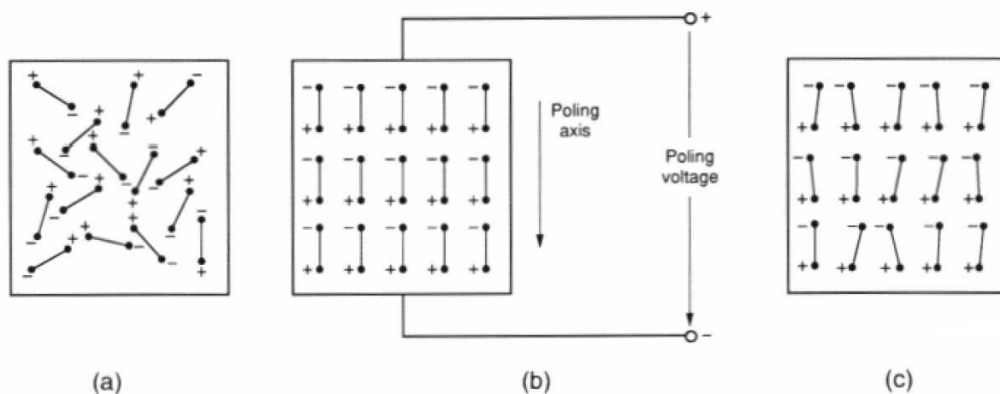 +
Poling
axis
Poling
voltage
−
(a)
(b)
(c)